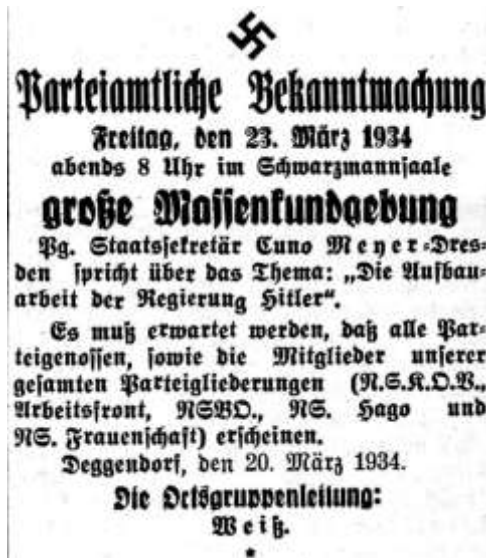 Parteiamtliche Bekanntmachung
Freitag, den 23. März 1934
abends 8 Uhr im Schwarzmannsaale
große Massenkundgebung
Pg. Staatssekretär Cuno Meyer-Dres-
den spricht über das Thema: „Die Aufbau-
arbeit der Regierung Hitler“.
Es muß erwartet werden, daß alle Par-
teigenossen, sowie die Mitglieder unserer
gesamten Parteigliederungen (N.S.K.O.V.,
Arbeitsfront, NSBO., NS. Hago und
NS. Frauenschaft) erscheinen.
Deggendorf, den 20. März 1934.
Die Ortsgruppenleitung:
Weiß.
*